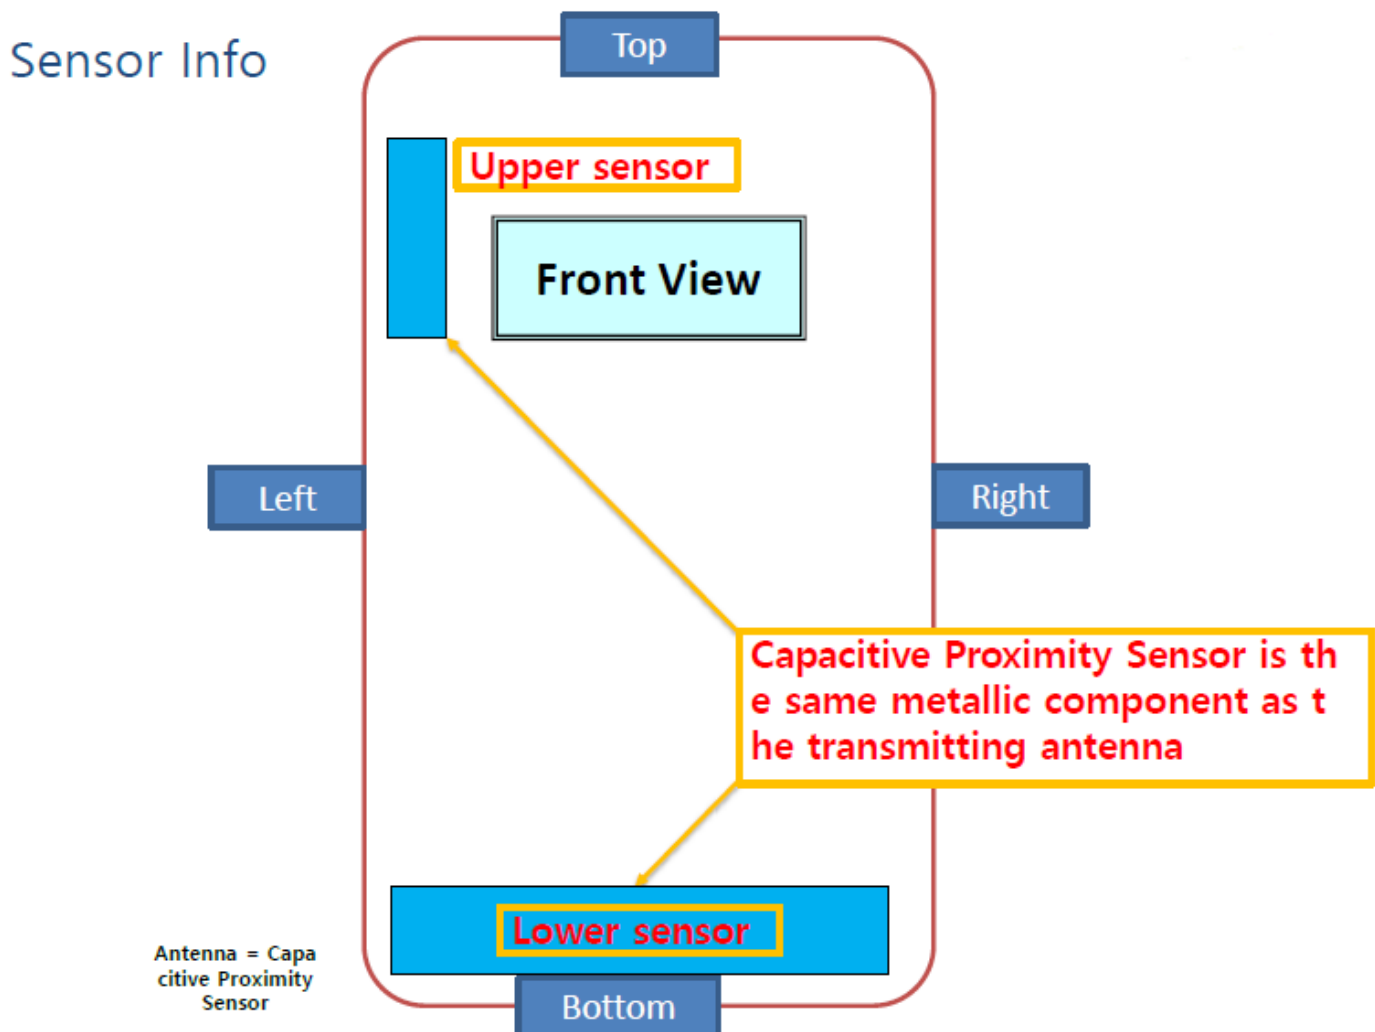 Sensor Info
Top
Upper sensor
Front View
Left
Right
Capacitive Proximity Sensor is th
e same metallic component as t
he transmitting antenna
Lower sensor
Antenna = Capa
citive Proximity
Sensor
Bottom